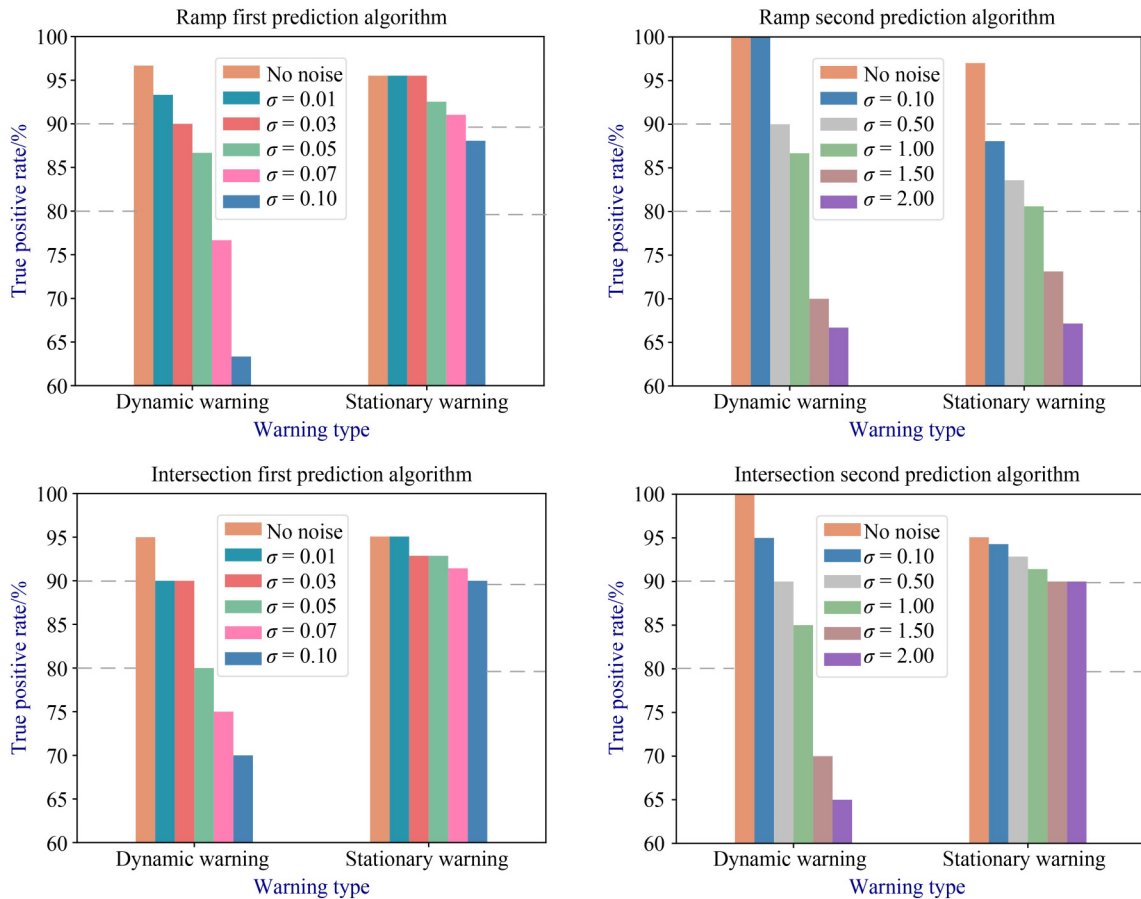 Ramp first prediction algorithm
True positive rate/%
100
95
90
85
80
75
70
65
60
No noise
σ = 0.01
σ = 0.03
σ = 0.05
σ = 0.07
σ = 0.10
Dynamic warning
Stationary warning
Warning type
Ramp second prediction algorithm
True positive rate/%
100
95
90
85
80
75
70
65
60
No noise
σ = 0.10
σ = 0.50
σ = 1.00
σ = 1.50
σ = 2.00
Dynamic warning
Stationary warning
Warning type
Intersection first prediction algorithm
True positive rate/%
100
95
90
85
80
75
70
65
60
No noise
σ = 0.01
σ = 0.03
σ = 0.05
σ = 0.07
σ = 0.10
Dynamic warning
Stationary warning
Warning type
Intersection second prediction algorithm
True positive rate/%
100
95
90
85
80
75
70
65
60
No noise
σ = 0.10
σ = 0.50
σ = 1.00
σ = 1.50
σ = 2.00
Dynamic warning
Stationary warning
Warning type